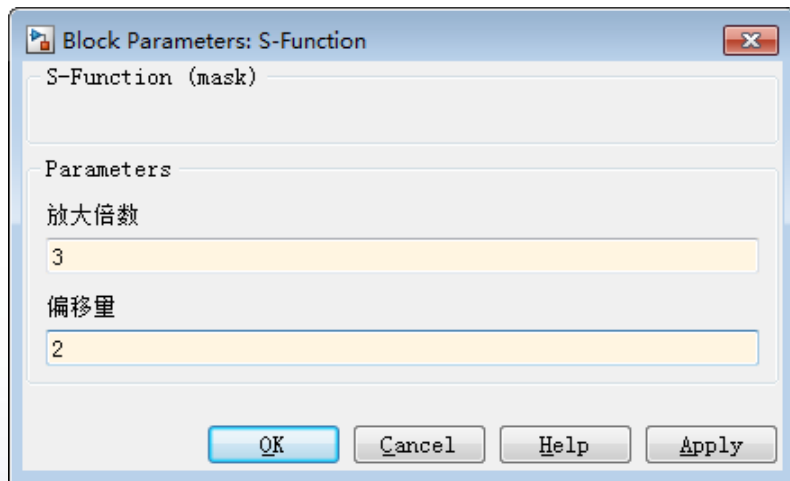 Block Parameters: S-Function
S-Function (mask)
Parameters
放大倍数
3
偏移量
2
OK Cancel Help Apply